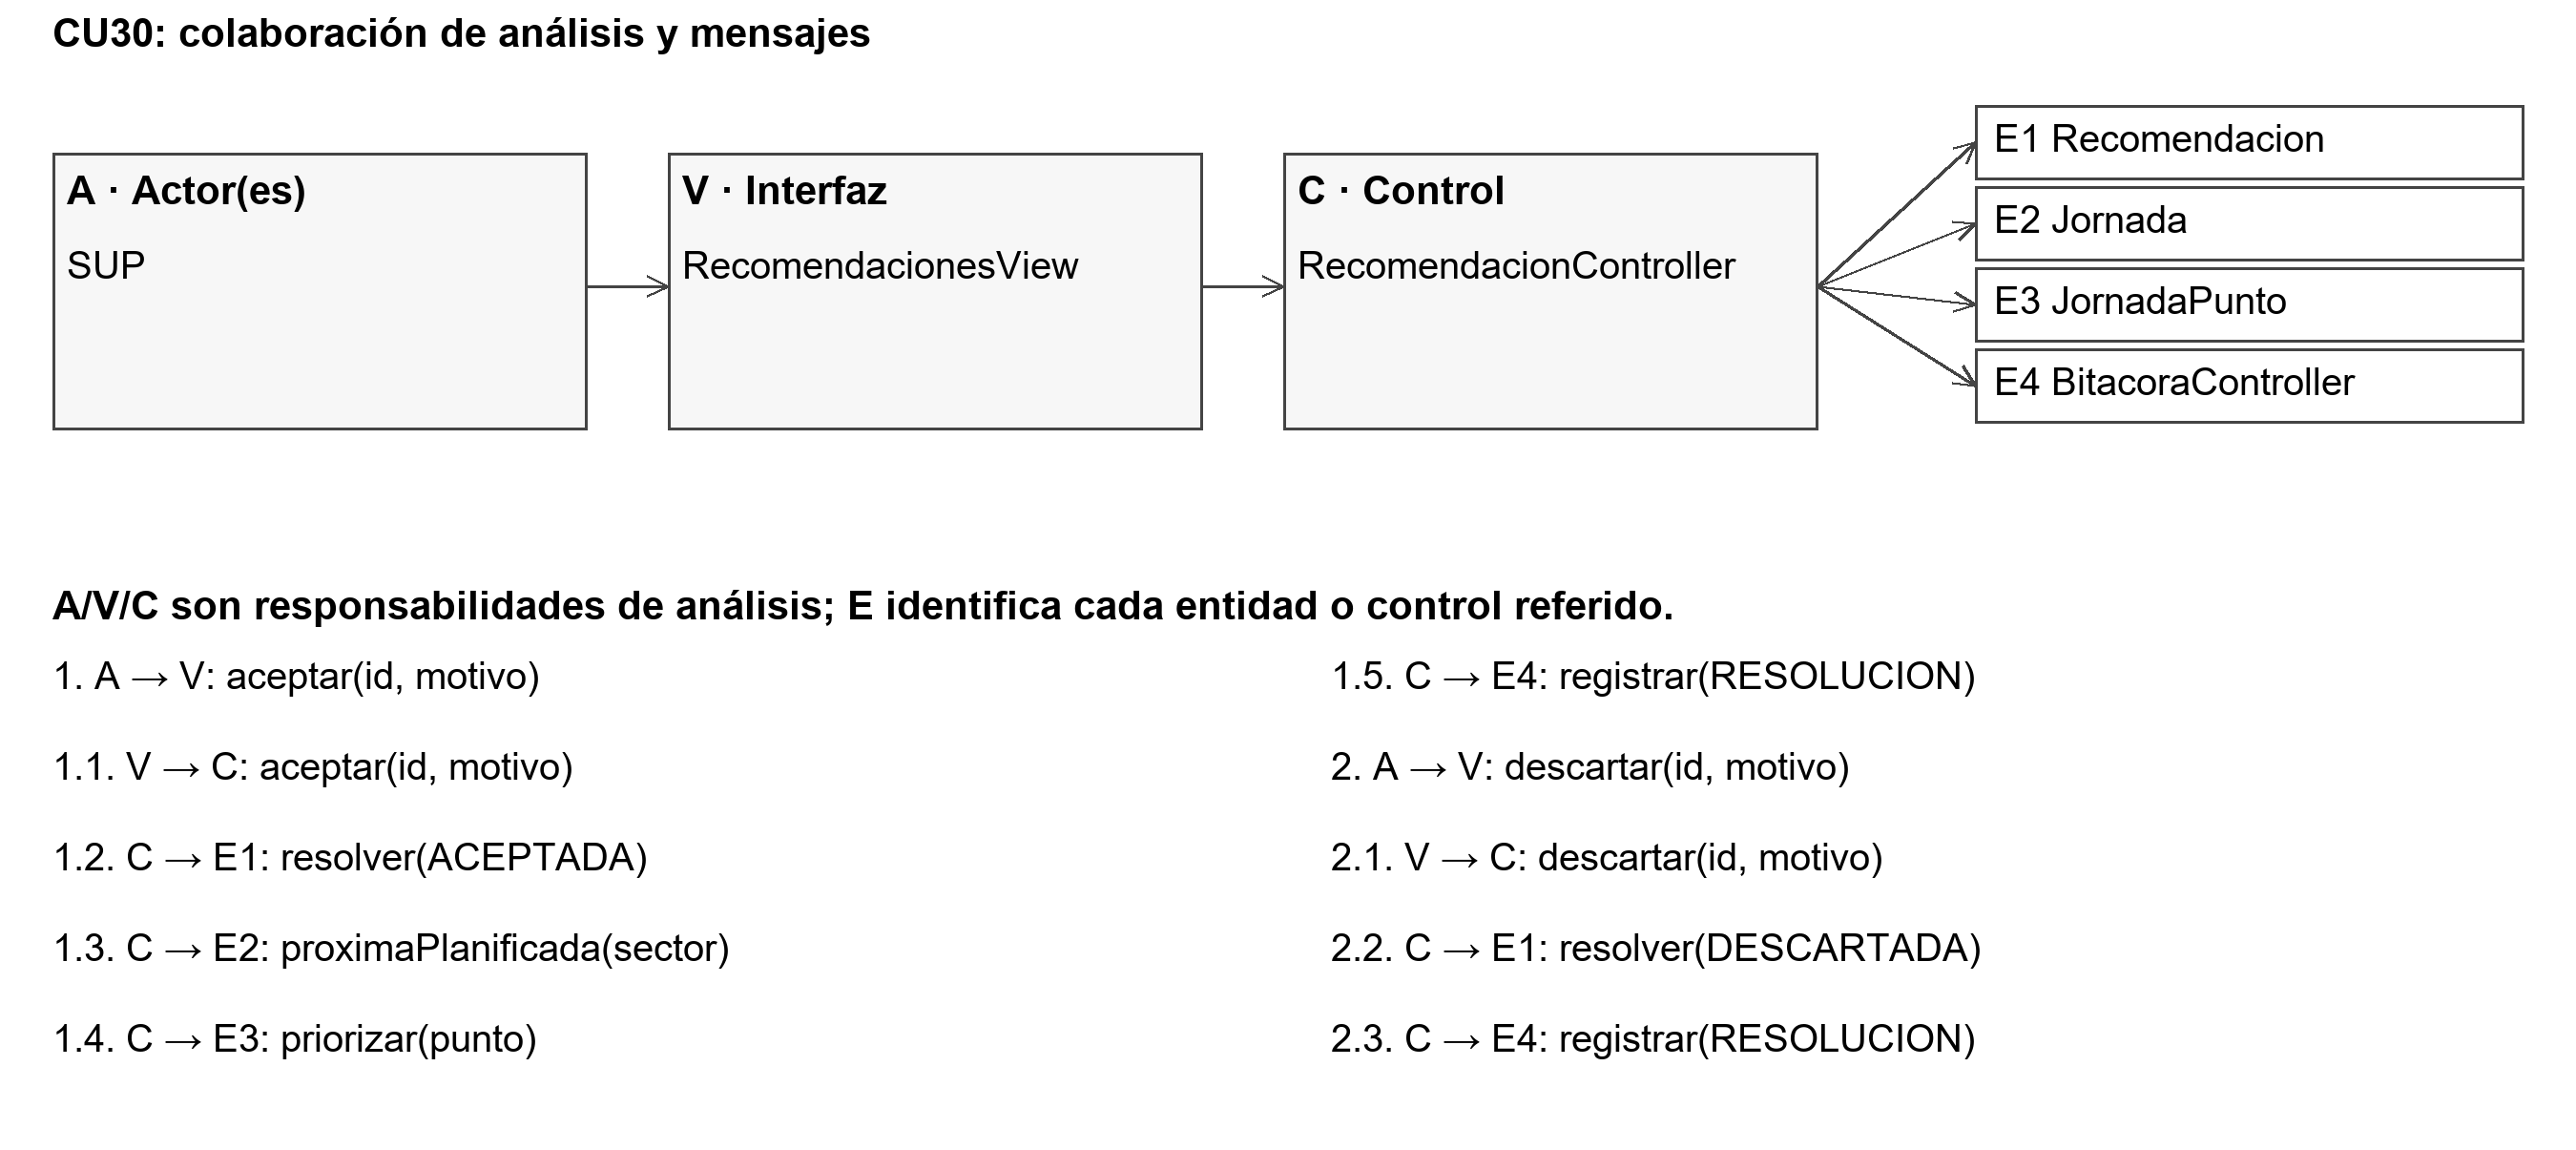 CU30: colaboración de análisis y mensajes
A · Actor(es)
SUP
V · Interfaz
RecomendacionesView
C · Control
RecomendacionController
E1 Recomendacion
E2 Jornada
E3 JornadaPunto
E4 BitacoraController
A/V/C son responsabilidades de análisis; E identifica cada entidad o control referido.
1. A → V: aceptar(id, motivo)
1.1. V → C: aceptar(id, motivo)
1.2. C → E1: resolver(ACEPTADA)
1.3. C → E2: proximaPlanificada(sector)
1.4. C → E3: priorizar(punto)
1.5. C → E4: registrar(RESOLUCION)
2. A → V: descartar(id, motivo)
2.1. V → C: descartar(id, motivo)
2.2. C → E1: resolver(DESCARTADA)
2.3. C → E4: registrar(RESOLUCION)